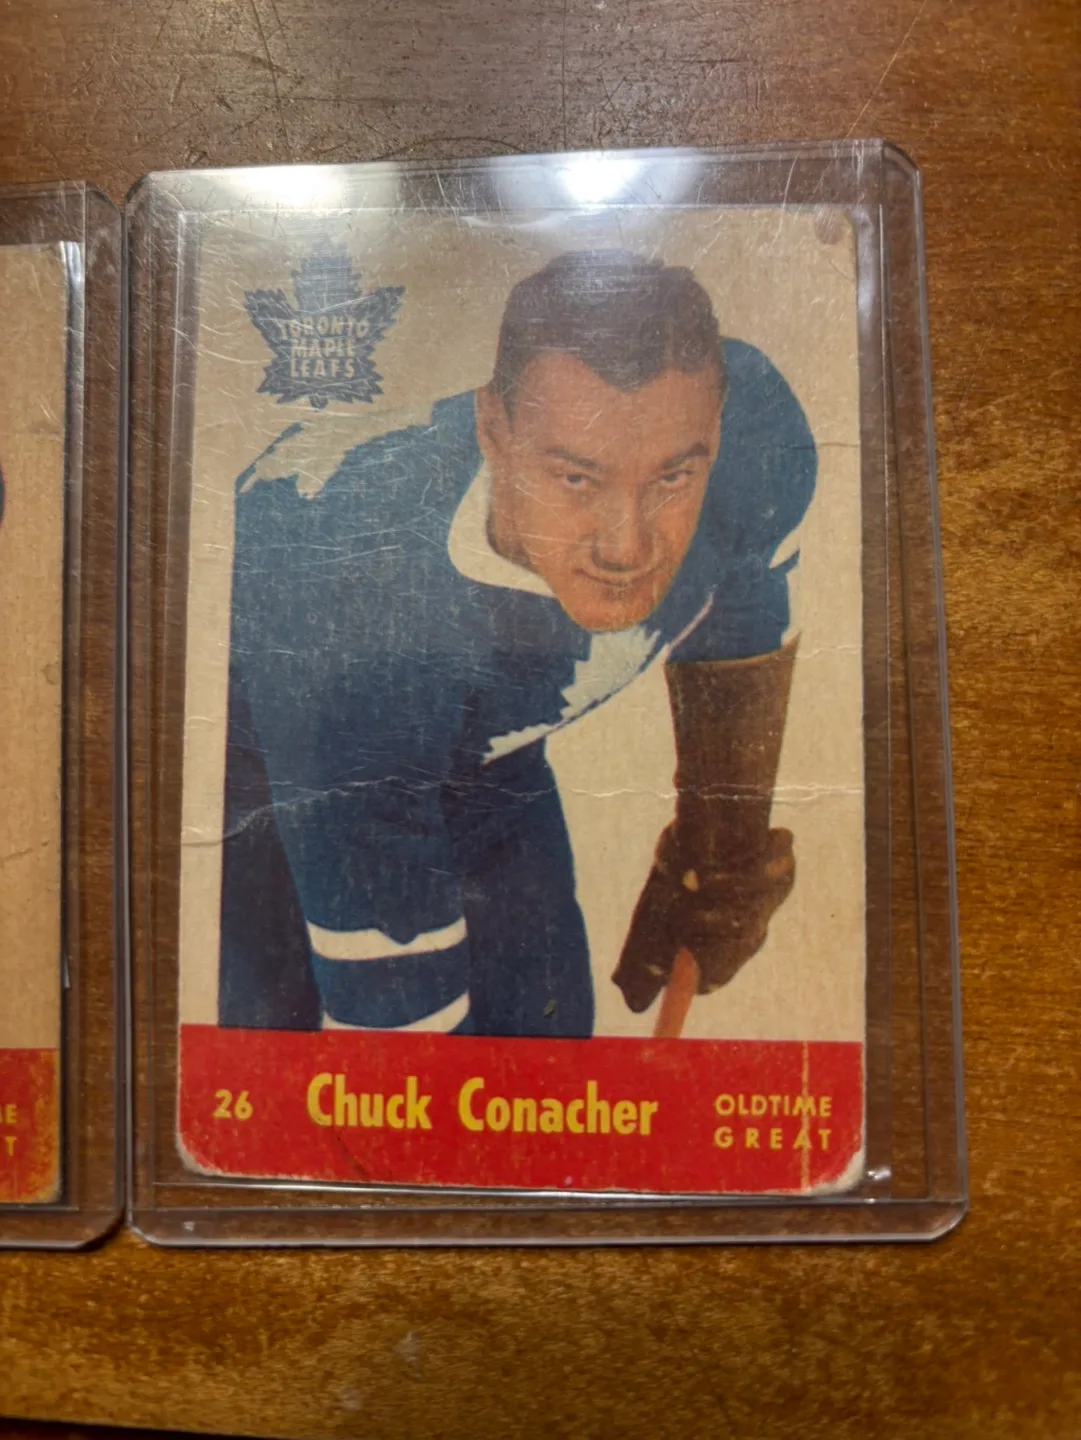 TORONTO
MAPLE
LEAFS
26 Chuck Conacher OLDTIME
GREAT